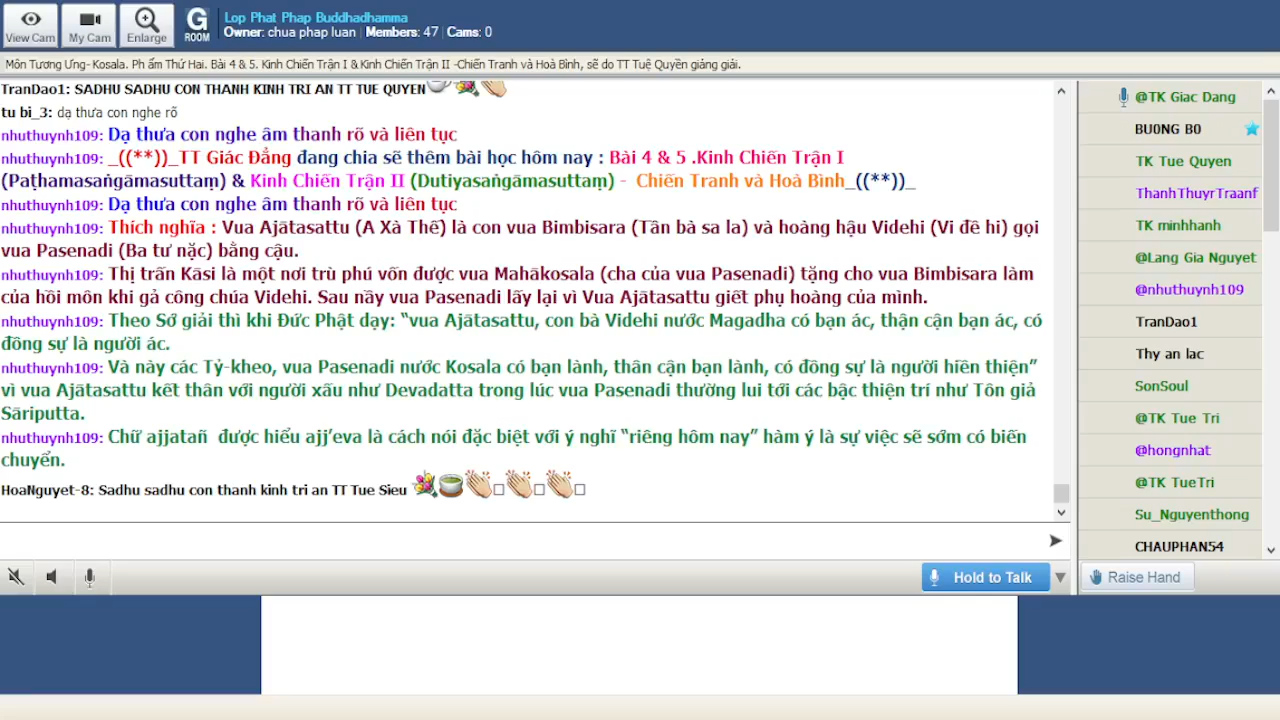 View Cam
My Cam
Enlarge
G
ROOM
Lop Phat Phap Buddhadhamma
Owner: chua phap luan | Members: 47 | Cams: 0
Môn Tương Ưng- Kosala. Ph ẩm Thứ Hai. Bài 4 & 5. Kinh Chiến Trận I & Kinh Chiến Trận II -Chiến Tranh và Hoà Bình, sẽ do TT Tuệ Quyền giảng giải.
TranDao1: SADHU SADHU CON THANH KINH TRI AN TT TUE QUYEN
tu bi_3: dạ thưa con nghe rõ
nhuthuynh109: Dạ thưa con nghe âm thanh rõ và liên tục
nhuthuynh109: _((**))_TT Giác Đẳng đang chia sẽ thêm bài học hôm nay : Bài 4 & 5 .Kinh Chiến Trận I
(Paṭhamasaṅgāmasuttaṃ) & Kinh Chiến Trận II (Dutiyasaṅgāmasuttaṃ) - Chiến Tranh và Hoà Bình_((**))_
nhuthuynh109: Dạ thưa con nghe âm thanh rõ và liên tục
nhuthuynh109: Thích nghĩa : Vua Ajātasattu (A Xà Thế) là con vua Bimbisara (Tần bà sa la) và hoàng hậu Videhi (Vi đề hi) gọi
vua Pasenadi (Ba tư nặc) bằng cậu.
nhuthuynh109: Thị trấn Kāsi là một nơi trù phú vốn được vua Mahākosala (cha của vua Pasenadi) tặng cho vua Bimbisara làm
của hồi môn khi gả công chúa Videhi. Sau nầy vua Pasenadi lấy lại vì Vua Ajātasattu giết phụ hoàng của mình.
nhuthuynh109: Theo Sớ giải thì khi Đức Phật dạy: “vua Ajātasattu, con bà Videhi nước Magadha có bạn ác, thận cận bạn ác, có
đồng sự là người ác.
nhuthuynh109: Và này các Tỷ-kheo, vua Pasenadi nước Kosala có bạn lành, thân cận bạn lành, có đồng sự là người hiền thiện”
vì vua Ajātasattu kết thân với người xấu như Devadatta trong lúc vua Pasenadi thường lui tới các bậc thiện trí như Tôn giả
Sāriputta.
nhuthuynh109: Chữ ajjatañ được hiểu ajj’eva là cách nói đặc biệt với ý nghĩ “riêng hôm nay” hàm ý là sự việc sẽ sớm có biến
chuyển.
HoaNguyet-8: Sadhu sadhu con thanh kinh tri an TT Tue Sieu
@TK Giac Dang
BU0NG B0
TK Tue Quyen
ThanhThuyrTraanf
TK minhhanh
@Lang Gia Nguyet
@nhuthuynh109
TranDao1
Thy an lac
SonSoul
@TK Tue Tri
@hongnhat
@TK TueTri
Su_Nguyenthong
CHAUPHAN54
Hold to Talk
Raise Hand